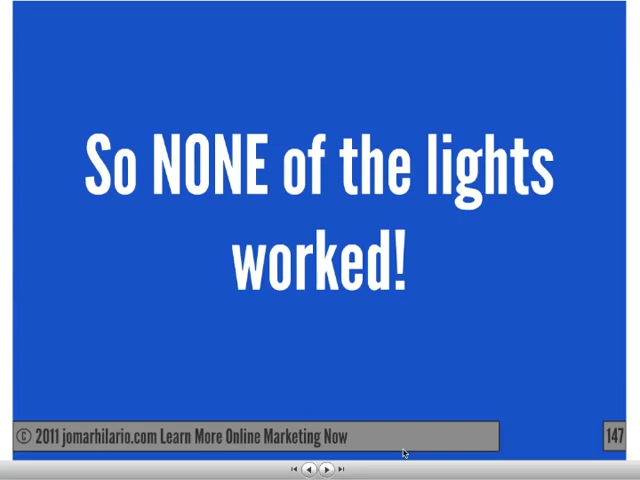 So NONE of the lights
worked!
© 2011 jomarhilario.com Learn More Online Marketing Now
147